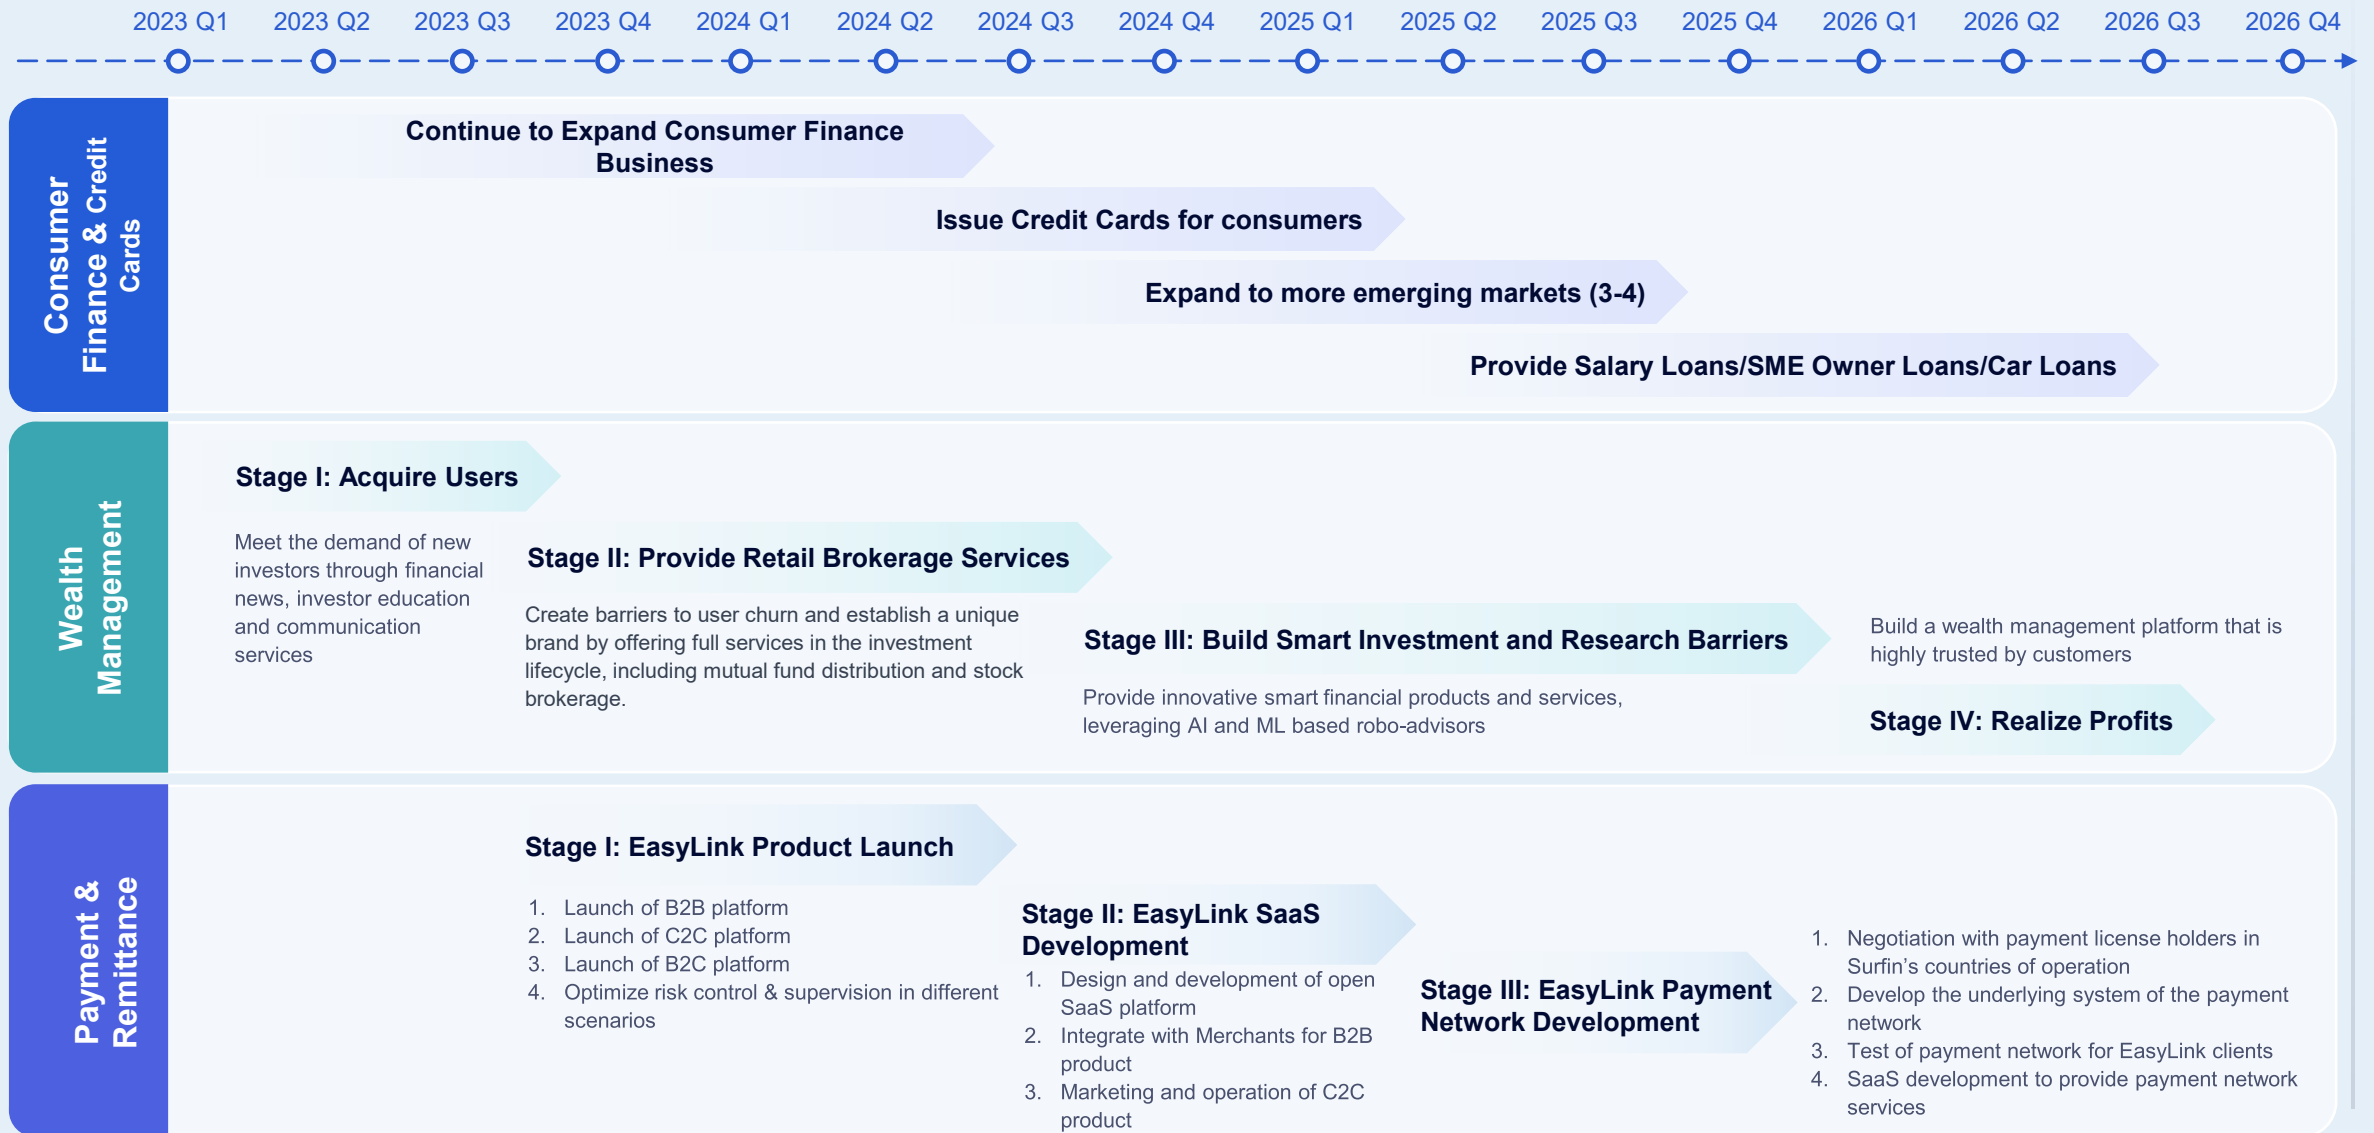 2023 Q1 2023 Q2 2023 Q3 2023 Q4 2024 Q1 2024 Q2 2024 Q3 2024 Q4 2025 Q1 2025 Q2 2025 Q3 2025 Q4 2026 Q1 2026 Q2 2026 Q3 2026 Q4
Consumer
Finance & Credit
Cards
Continue to Expand Consumer Finance
Business
Issue Credit Cards for consumers
Expand to more emerging markets (3-4)
Provide Salary Loans/SME Owner Loans/Car Loans
Wealth
Management
Stage I: Acquire Users
Meet the demand of new
investors through financial
news, investor education
and communication
services
Stage II: Provide Retail Brokerage Services
Create barriers to user churn and establish a unique
brand by offering full services in the investment
lifecycle, including mutual fund distribution and stock
brokerage.
Stage III: Build Smart Investment and Research Barriers
Provide innovative smart financial products and services,
leveraging AI and ML based robo-advisors
Build a wealth management platform that is
highly trusted by customers
Stage IV: Realize Profits
Payment &
Remittance
Stage I: EasyLink Product Launch
1. Launch of B2B platform
2. Launch of C2C platform
3. Launch of B2C platform
4. Optimize risk control & supervision in different
scenarios
Stage II: EasyLink SaaS
Development
1. Design and development of open
SaaS platform
2. Integrate with Merchants for B2B
product
3. Marketing and operation of C2C
product
Stage III: EasyLink Payment
Network Development
1. Negotiation with payment license holders in
Surfin’s countries of operation
2. Develop the underlying system of the payment
network
3. Test of payment network for EasyLink clients
4. SaaS development to provide payment network
services